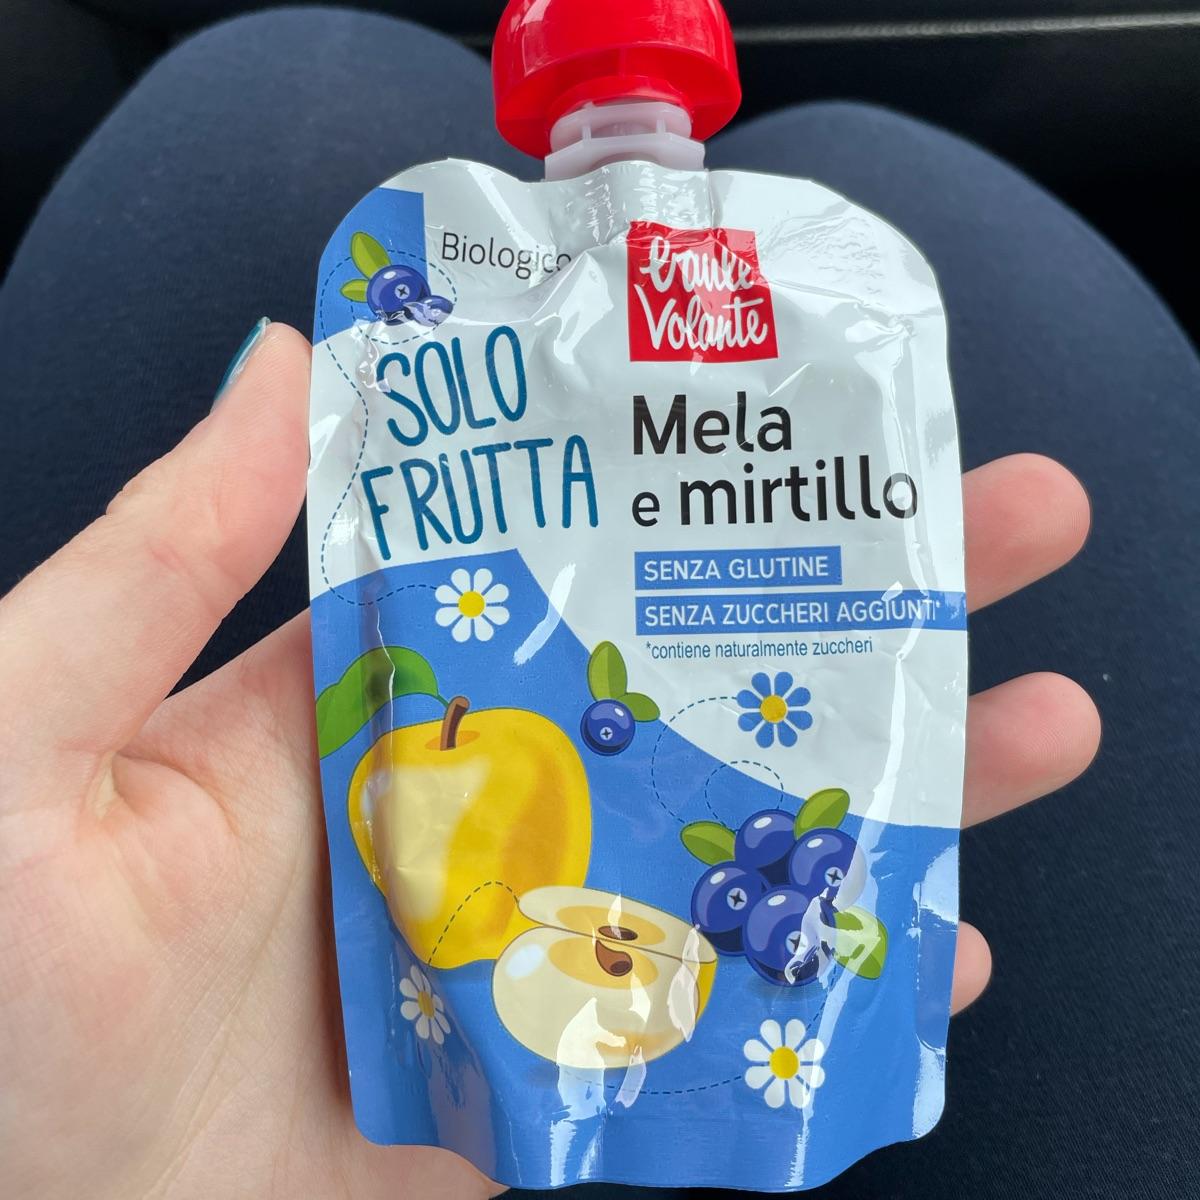 Biologico
baule
Volante
SOLO
FRUTTA
Mela
e mirtillo
SENZA GLUTINE
SENZA ZUCCHERI AGGIUNTI*
*contiene naturalmente zuccheri